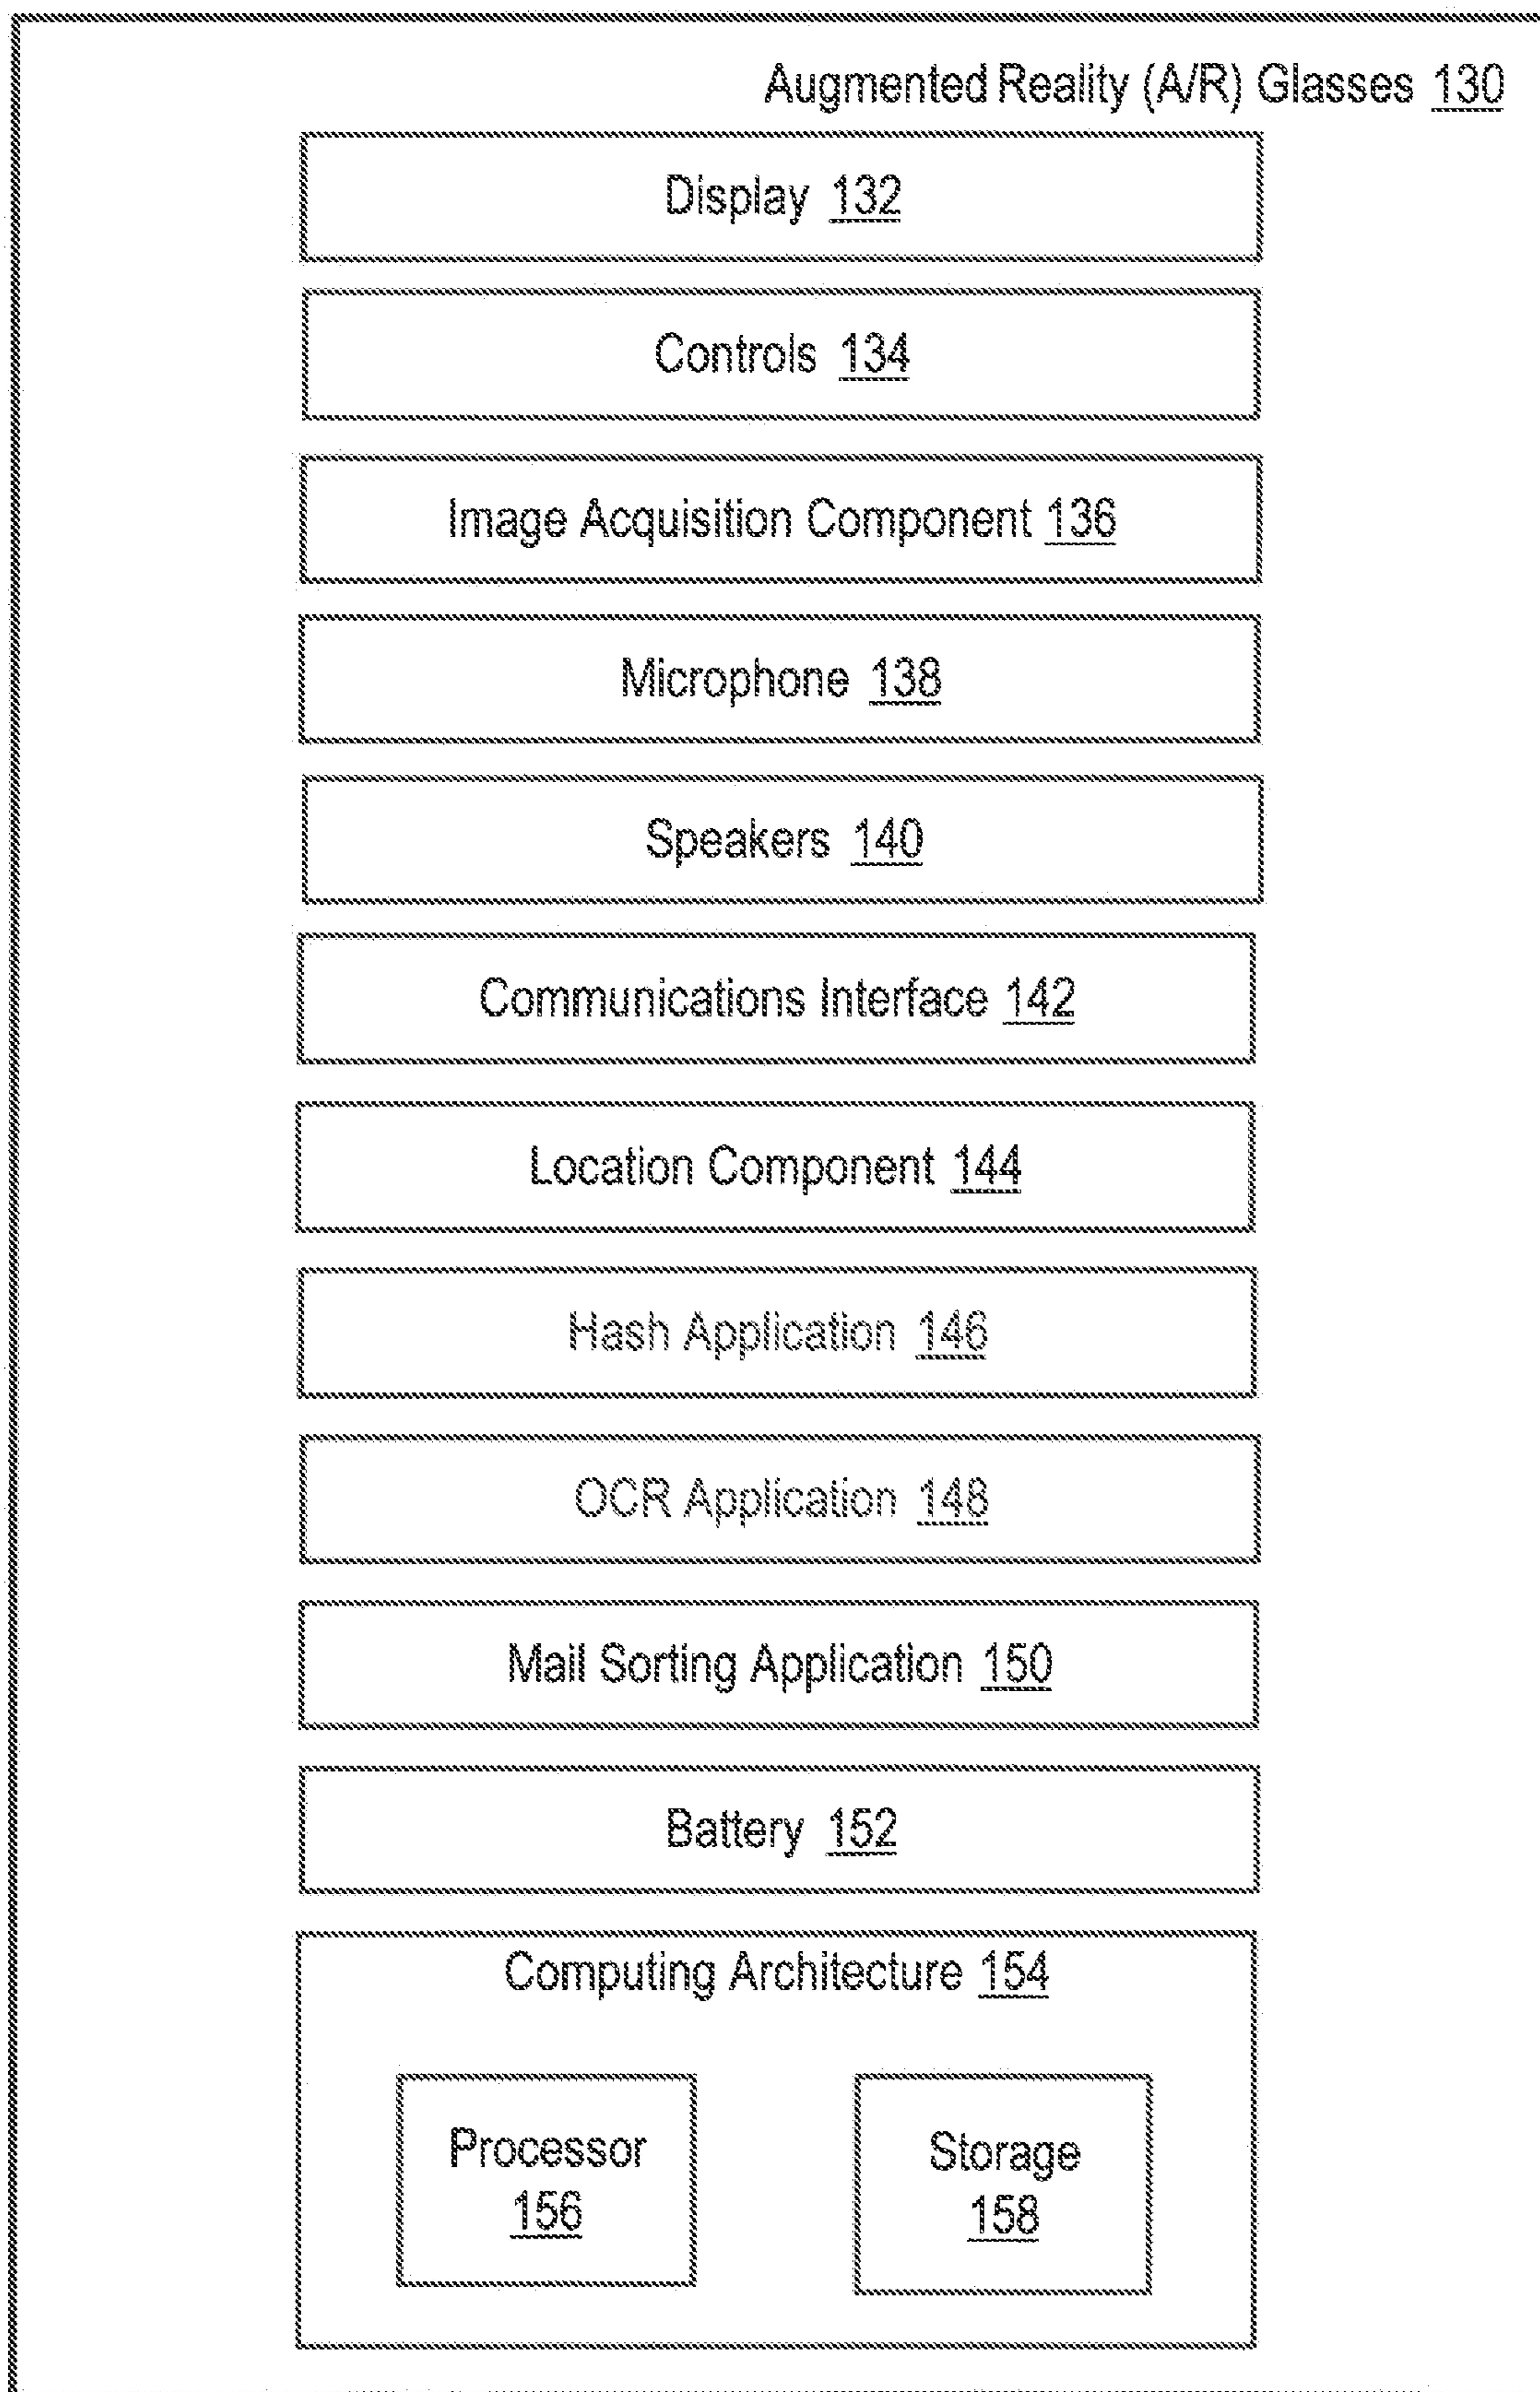 Augmented Reality (A/R) Glasses 130
Display 132
Controls 134
Image Acquisition Component 136
Microphone 138
Speakers 140
Communications Interface 142
Location Component 144
Hash Application 146
OCR Application 148
Mail Sorting Application 150
Battery 152
Computing Architecture 154
Processor
156
Storage
158